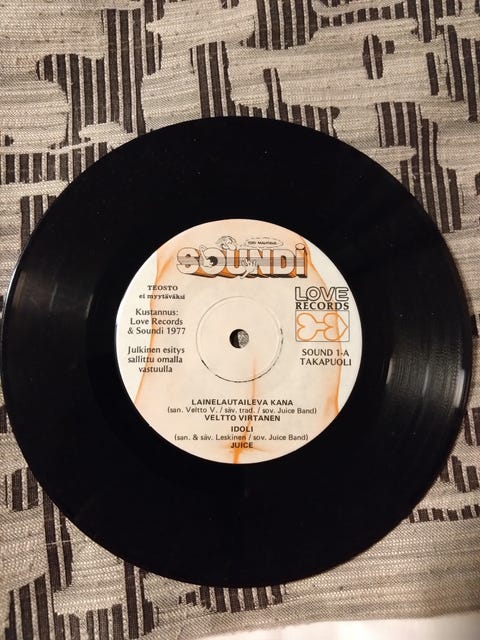 SOUNDi
TEOSTO
ei myytäväksi
Kustannus:
Love Records
& Soundi 1977
Julkinen esitys
sallittu omalla
vastuulla
LOVE
RECORDS
SOUND 1-A
TAKAPUOLI
LAINELAUTAILEVA KANA
(san. Veltto V. / säv. trad. / sov. Juice Band)
VELTTO VIRTANEN
IDOLI
(san. & säv. Leskinen / sov. Juice Band)
JUICE